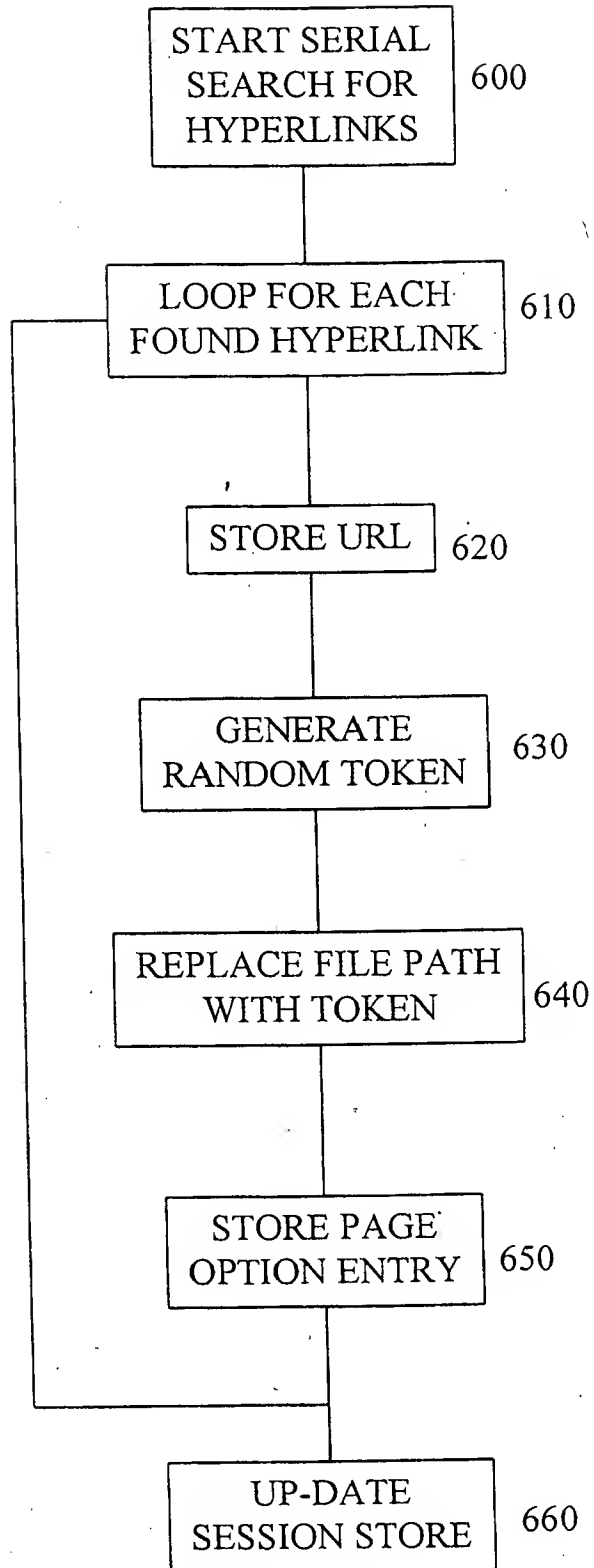 START SERIAL
SEARCH FOR
HYPERLINKS
600
LOOP FOR EACH
FOUND HYPERLINK
610
STORE URL
620
GENERATE
RANDOM TOKEN
630
REPLACE FILE PATH
WITH TOKEN
640
STORE PAGE
OPTION ENTRY
650
UP-DATE
SESSION STORE
660